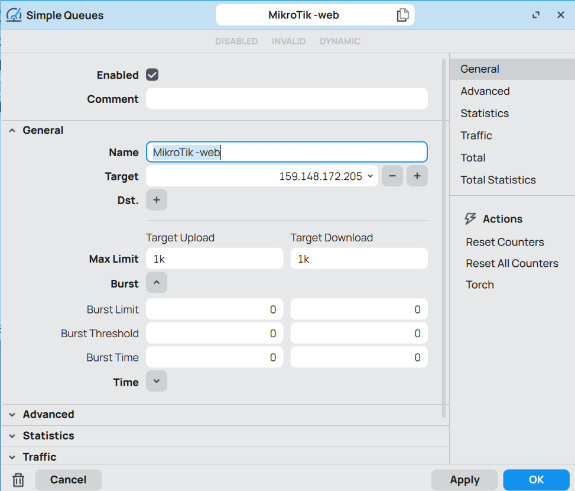 Simple Queues MikroTik -web
DISABLED INVALID DYNAMIC
Enabled
Comment
General
Name MikroTik -web
Target 159.148.172.205 - +
Dst. +
Target Upload Target Download
Max Limit 1k 1k
Burst
Burst Limit 0 0
Burst Threshold 0 0
Burst Time 0 0
Time
Advanced
Statistics
Traffic
General
Advanced
Statistics
Traffic
Total
Total Statistics
Actions
Reset Counters
Reset All Counters
Torch
Cancel Apply OK